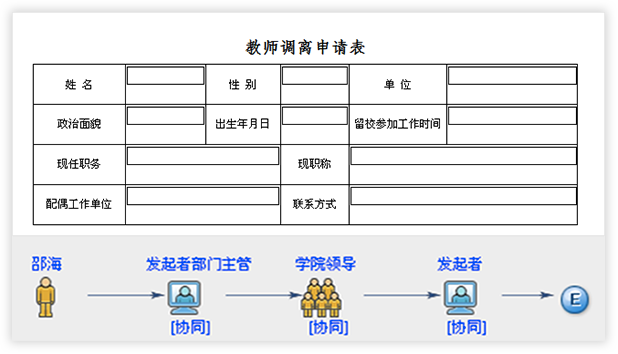 教师调离申请表
姓 名 性 别 单 位
政治面貌 出生年月日 留校参加工作时间
现任职务 现职称
配偶工作单位 联系方式
邵海 发起者部门主管 学院领导 发起者
E
[协同] [协同] [协同]